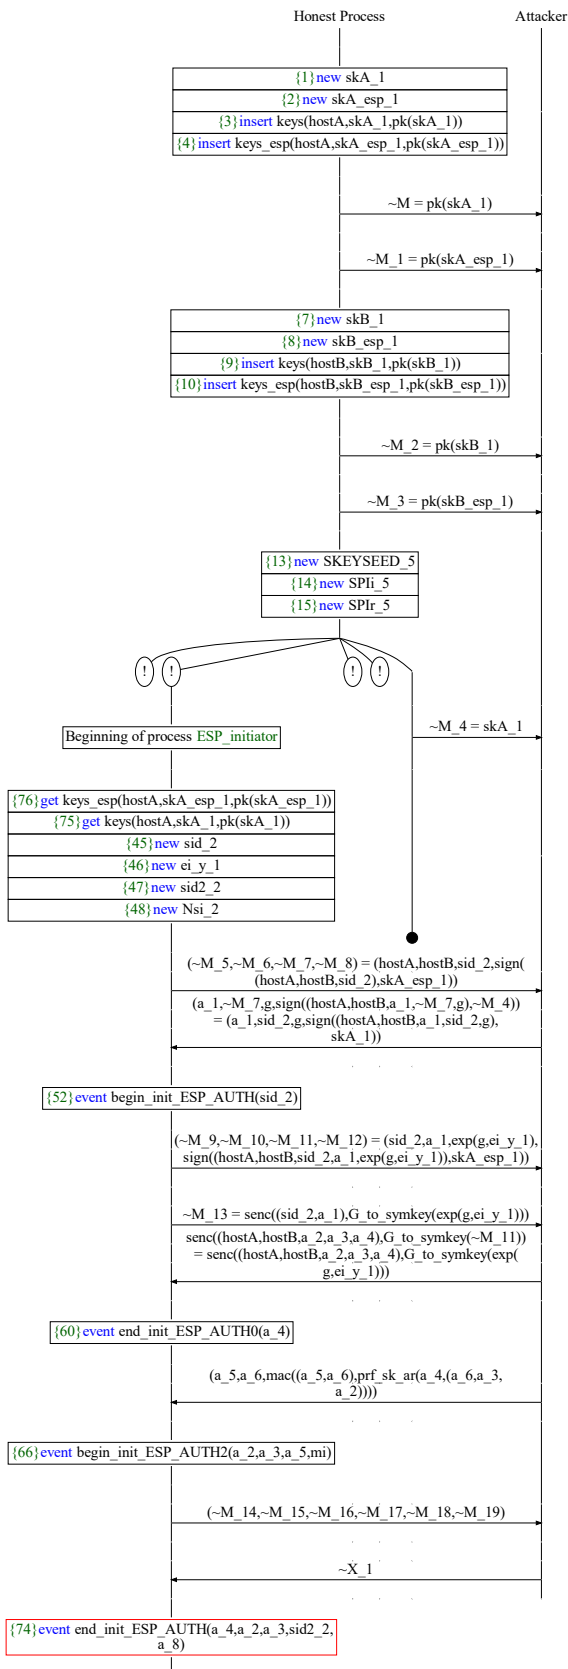 Honest Process
Attacker
{1}new skA_1
{2}new skA_esp_1
{3}insert keys(hostA,skA_1,pk(skA_1))
{4}insert keys_esp(hostA,skA_esp_1,pk(skA_esp_1))
~M = pk(skA_1)
~M_1 = pk(skA_esp_1)
{7}new skB_1
{8}new skB_esp_1
{9}insert keys(hostB,skB_1,pk(skB_1))
{10}insert keys_esp(hostB,skB_esp_1,pk(skB_esp_1))
~M_2 = pk(skB_1)
~M_3 = pk(skB_esp_1)
{13}new SKEYSEED_5
{14}new SPIi_5
{15}new SPIr_5
!
!
!
!
~M_4 = skA_1
Beginning of process ESP_initiator
{76}get keys_esp(hostA,skA_esp_1,pk(skA_esp_1))
{75}get keys(hostA,skA_1,pk(skA_1))
{45}new sid_2
{46}new ei_y_1
{47}new sid2_2
{48}new Nsi_2
(~M_5,~M_6,~M_7,~M_8) = (hostA,hostB,sid_2,sign(
(hostA,hostB,sid_2),skA_esp_1))
(a_1,~M_7,g,sign((hostA,hostB,a_1,~M_7,g),~M_4))
= (a_1,sid_2,g,sign((hostA,hostB,a_1,sid_2,g),
skA_1))
{52}event begin_init_ESP_AUTH(sid_2)
(~M_9,~M_10,~M_11,~M_12) = (sid_2,a_1,exp(g,ei_y_1),
sign((hostA,hostB,sid_2,a_1,exp(g,ei_y_1)),skA_esp_1))
~M_13 = senc((sid_2,a_1),G_to_symkey(exp(g,ei_y_1)))
senc((hostA,hostB,a_2,a_3,a_4),G_to_symkey(~M_11))
= senc((hostA,hostB,a_2,a_3,a_4),G_to_symkey(exp(
g,ei_y_1)))
{60}event end_init_ESP_AUTH0(a_4)
(a_5,a_6,mac((a_5,a_6),prf_sk_ar(a_4,(a_6,a_3,
a_2))))
{66}event begin_init_ESP_AUTH2(a_2,a_3,a_5,mi)
(~M_14,~M_15,~M_16,~M_17,~M_18,~M_19)
~X_1
{74}event end_init_ESP_AUTH(a_4,a_2,a_3,sid2_2,
a_8)